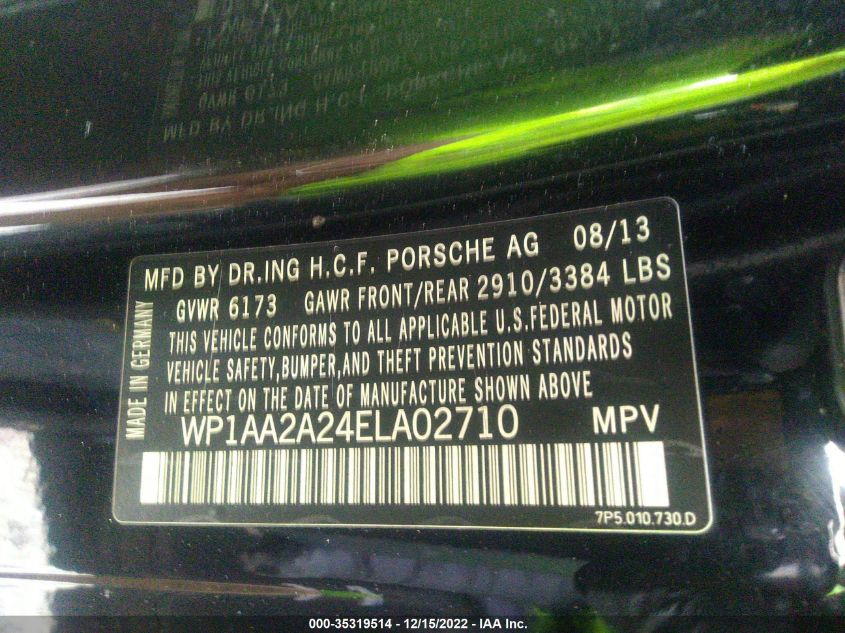 MFD BY DR.ING H.C.F. PORSCHE AG 08/13
GVWR 6173 GAWR FRONT/REAR 2910/3384 LBS
THIS VEHICLE CONFORMS TO ALL APPLICABLE U.S.FEDERAL MOTOR
VEHICLE SAFETY,BUMPER,AND THEFT PREVENTION STANDARDS
IN EFFECT ON THE DATE OF MANUFACTURE SHOWN ABOVE
WP1AA2A24ELA02710 MPV
MADE IN GERMANY
7P5.010.730.D
000-35319514 - 12/15/2022 - IAA Inc.